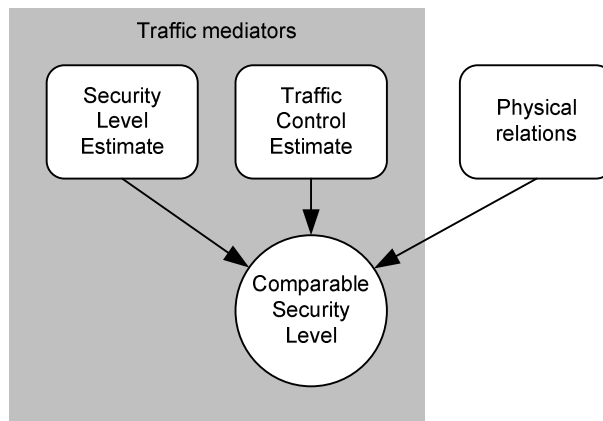 Traffic mediators
Security
Level
Estimate
Traffic
Control
Estimate
Physical
relations
Comparable
Security
Level